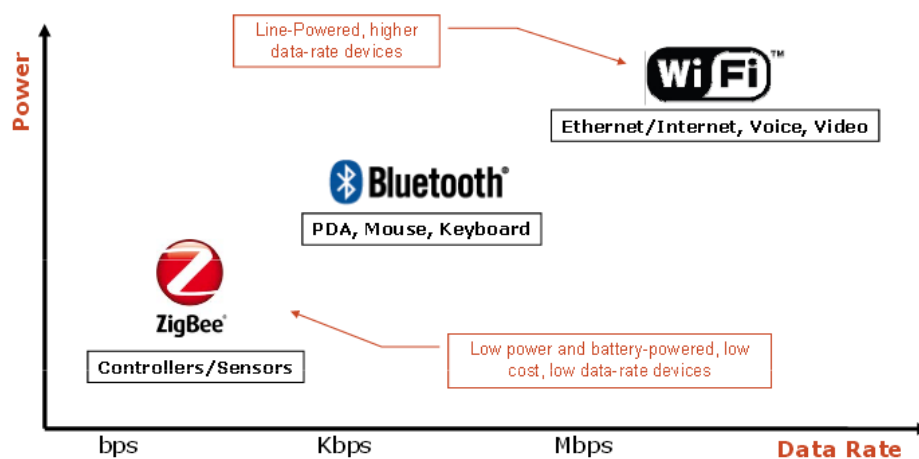 Line-Powered, higher
data-rate devices
Power
WiFi™
Ethernet/Internet, Voice, Video
Bluetooth®
PDA, Mouse, Keyboard
Z
ZigBee®
Controllers/Sensors
Low power and battery-powered, low
cost, low data-rate devices
bps Kbps Mbps Data Rate